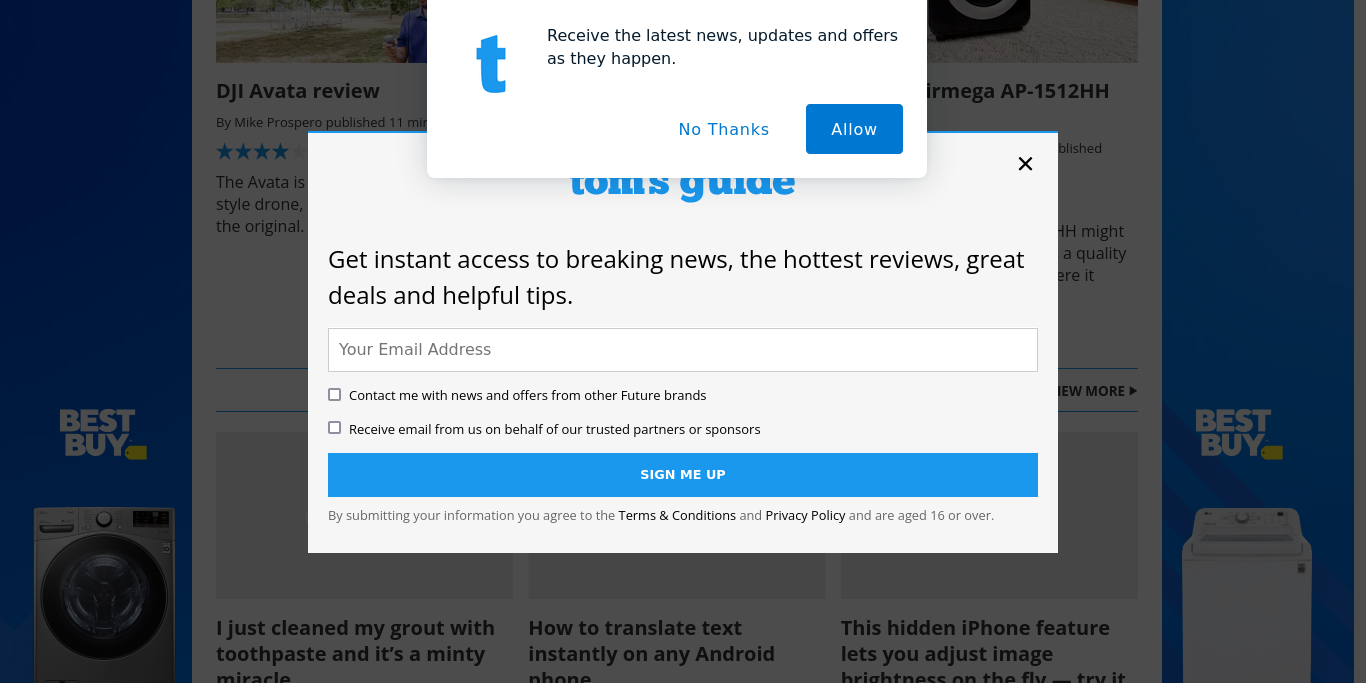 Receive the latest news, updates and offers
as they happen.
No Thanks
Allow
DJI Avata review
irmega AP-1512HH
By Mike Prospero published 11 min
blished
The Avata is
style drone,
the original.
HH might
a quality
ere it
tom's guide
Get instant access to breaking news, the hottest reviews, great
deals and helpful tips.
Your Email Address
Contact me with news and offers from other Future brands
Receive email from us on behalf of our trusted partners or sponsors
SIGN ME UP
By submitting your information you agree to the Terms & Conditions and Privacy Policy and are aged 16 or over.
IEW MORE
BEST
BUY
BEST
BUY
I just cleaned my grout with
toothpaste and it's a minty
miracle
How to translate text
instantly on any Android
phone
This hidden iPhone feature
lets you adjust image
brightness on the fly — try it